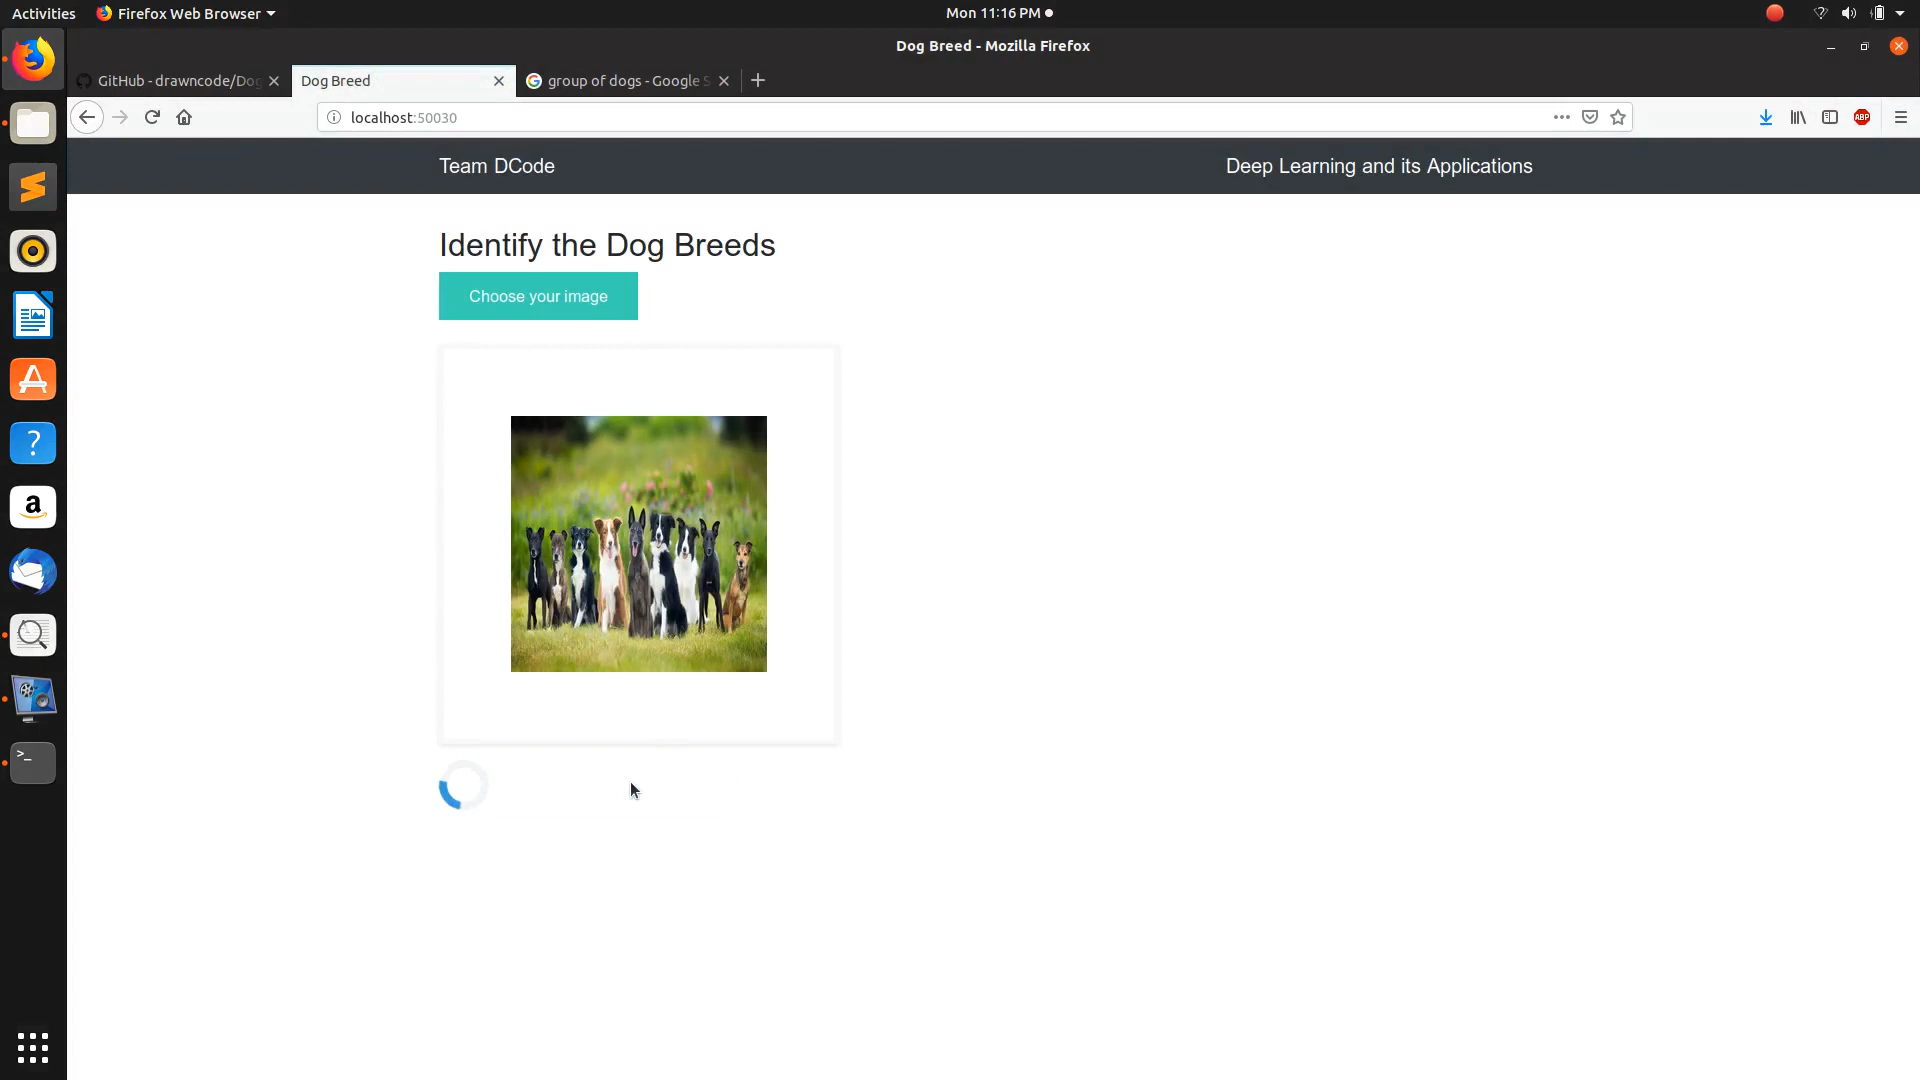 Activities
Firefox Web Browser
Mon 11:16 PM
Dog Breed - Mozilla Firefox
GitHub - drawncode/Dog
Dog Breed
group of dogs - Google S
localhost:50030
ABP
Team DCode
Deep Learning and its Applications
Identify the Dog Breeds
Choose your image